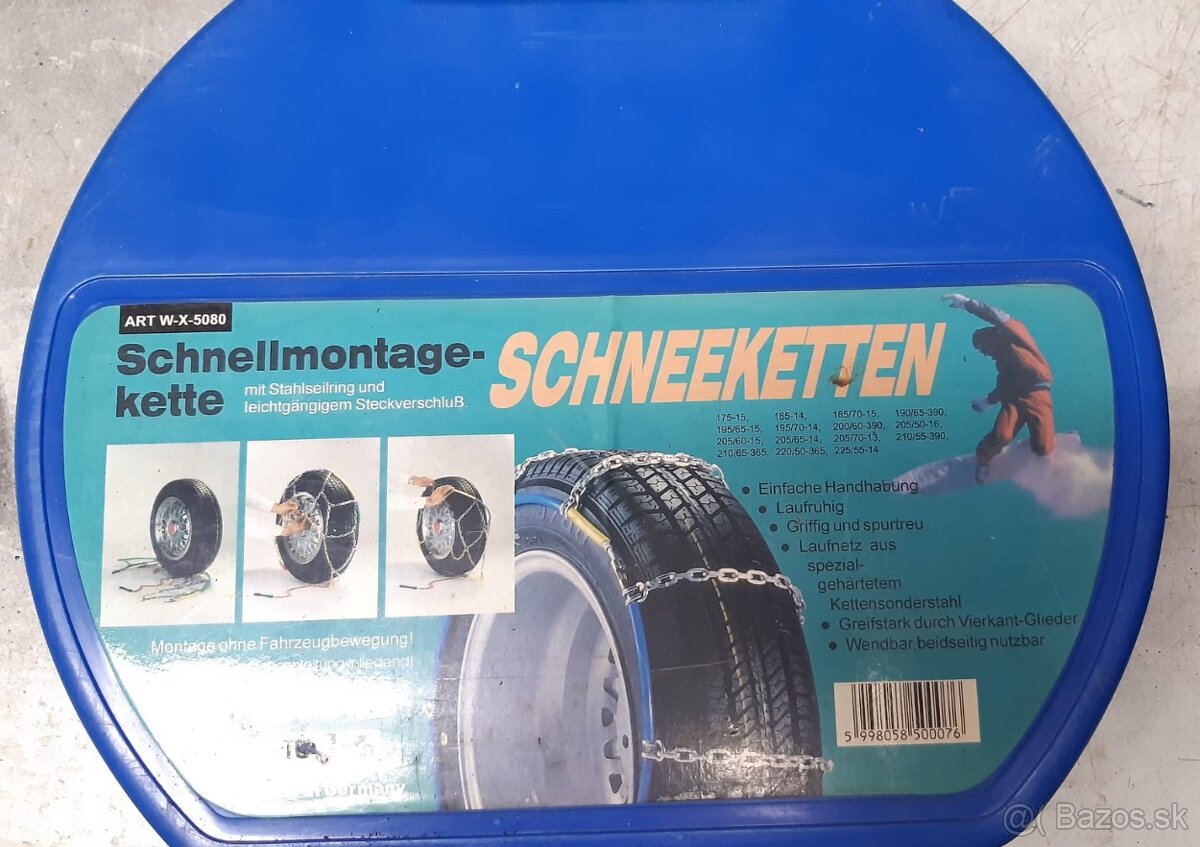 ART W-X-5080
Schnellmontage-
kette
mit Stahlseilring und
leichtgängigem Steckverschluß.
SCHNEEKETTEN
175-15, 185-14, 185/70-15, 190/65-390,
195/65-15, 195/70-14, 200/60-390, 205/50-16,
205/60-15, 205/65-14, 205/70-13, 210/55-390,
210/65-365, 220/50-365, 225/55-14
• Einfache Handhabung
• Laufruhig
• Griffig und spurtreu
• Laufnetz aus
spezial-
gehärtetem
Kettensonderstahl
• Greifstark durch Vierkant-Glieder
• Wendbar, beidseitig nutzbar
Montage ohne Fahrzeugbewegung!
Germany
5 998058 500076
Bazos.sk